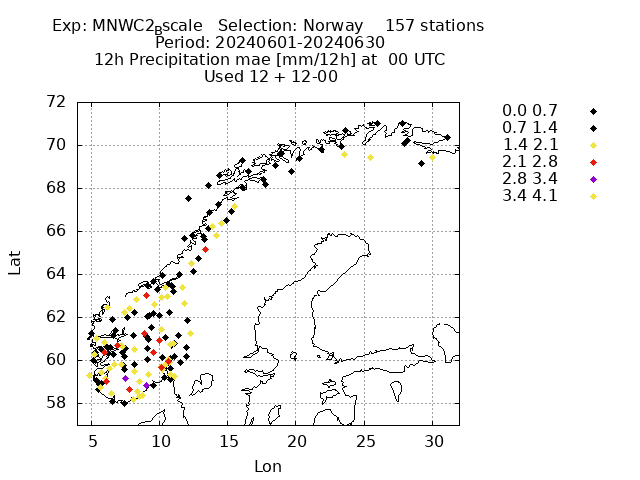 Exp: MNWC2Bscale   Selection: Norway    157 stations
Period: 20240601-20240630
12h Precipitation mae [mm/12h] at  00 UTC
Used 12 + 12-00
0.0 0.7
0.7 1.4
1.4 2.1
2.1 2.8
2.8 3.4
3.4 4.1
72
70
68
66
64
62
60
58
Lat
5 10 15 20 25 30
Lon